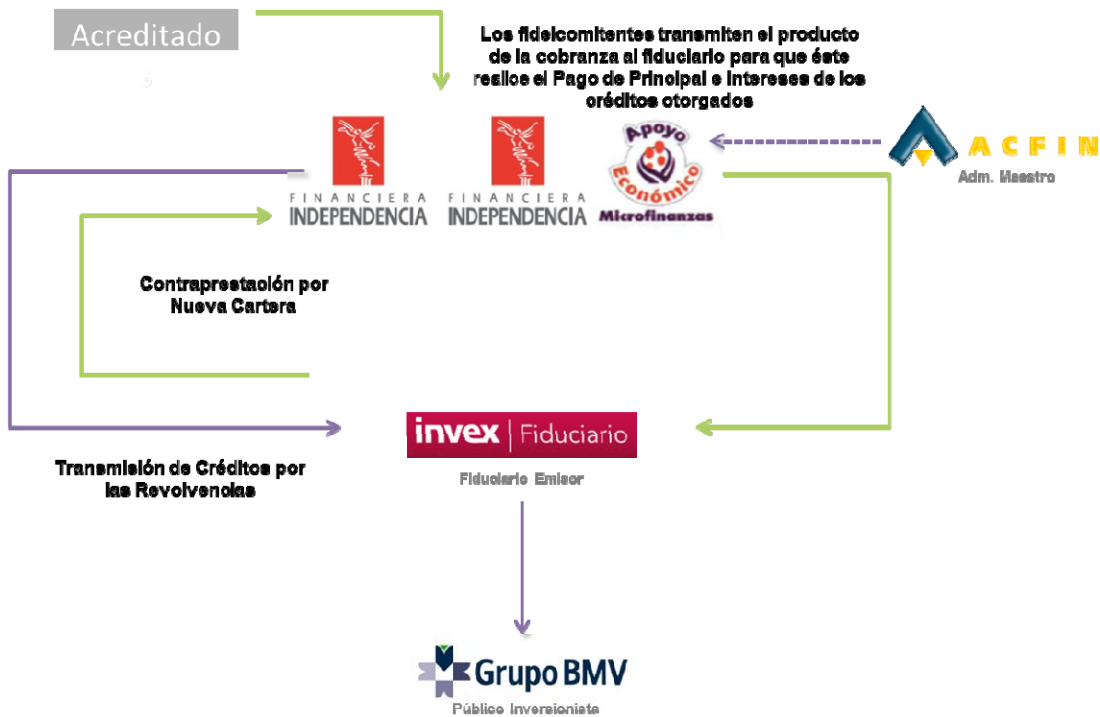 Acreditado
Los fideicomitentes transmiten el producto
de la cobranza al fiduciario para que éste
realice el Pago de Principal e Intereses de los
créditos otorgados
FINANCIERA
INDEPENDENCIA
FINANCIERA
INDEPENDENCIA
Apoyo
Económico
Microfinanzas
ACFIN
Adm. Maestro
Contraprestación por
Nueva Cartera
invex | Fiduciario
Fiduciario Emisor
Transmisión de Créditos por
las Revolvencias
Grupo BMV
Público Inversionista